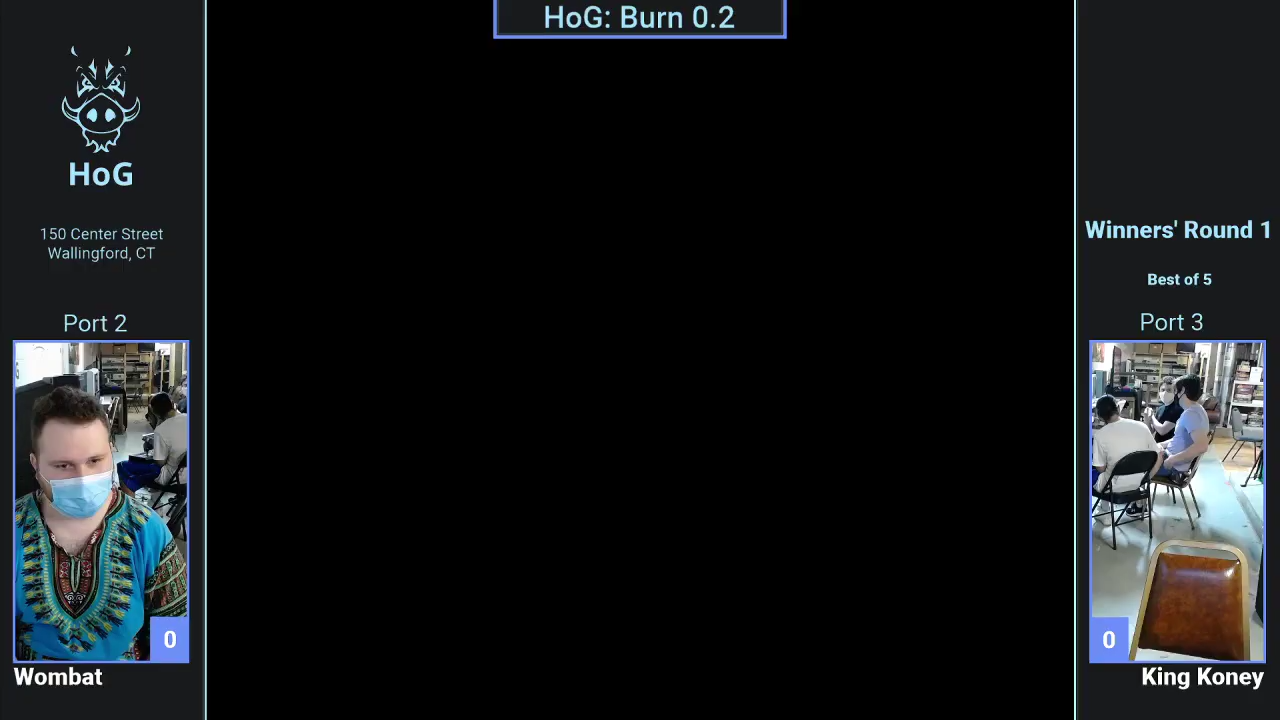 HoG: Burn 0.2
HoG
150 Center Street
Wallingford, CT
Port 2
0
Wombat
Winners' Round 1
Best of 5
Port 3
0
King Koney